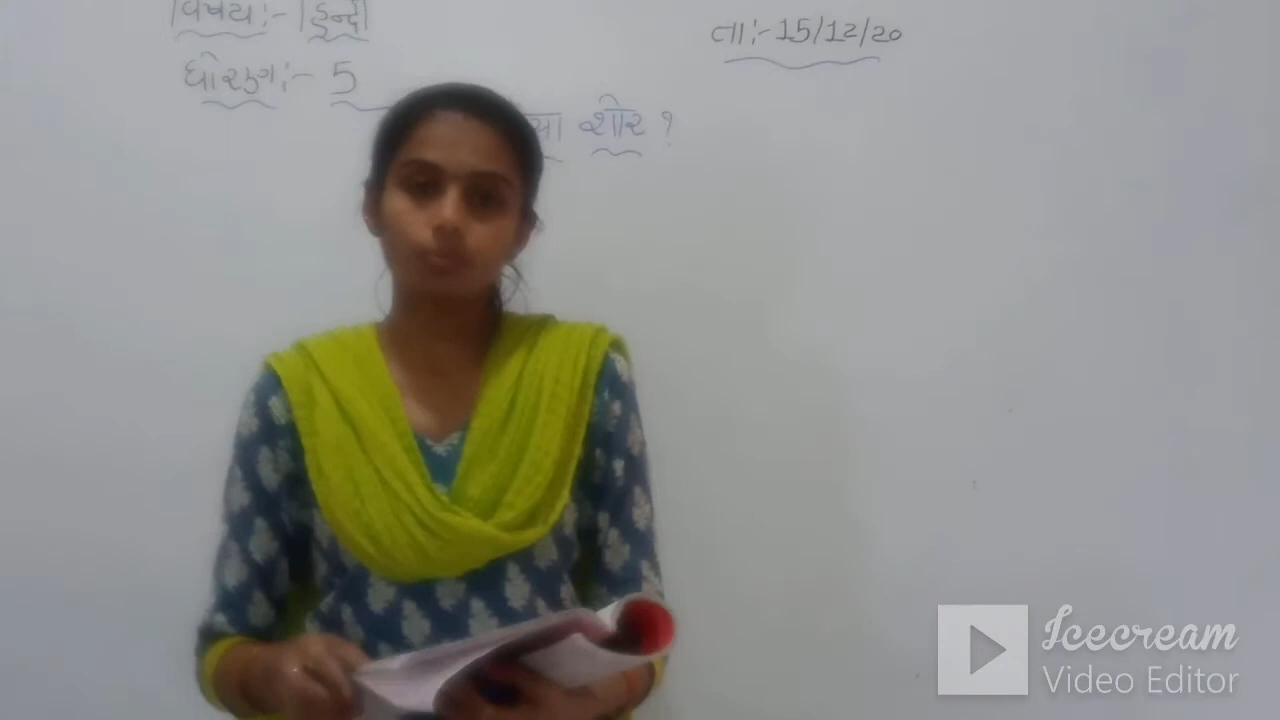 વિષય:- હિન્દી
તા:- 15/12/20
ધોરણ:- 5
शोर ?
Icecream
Video Editor